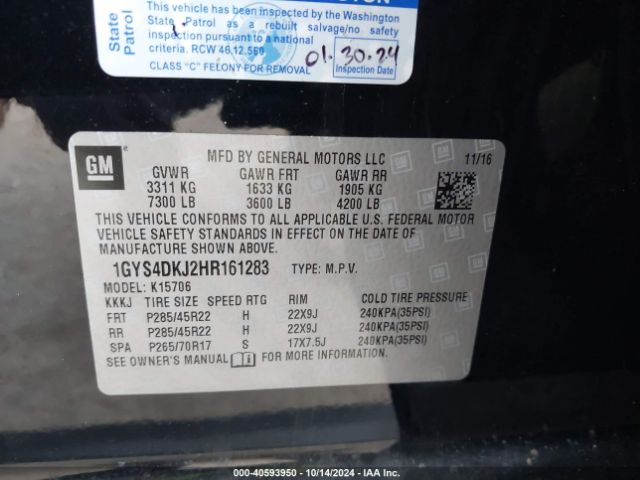 This vehicle has been inspected by the Washington
State Patrol as a rebuilt salvage/no safety
inspection pursuant to a national
criteria. RCW 46.12.560
CLASS "C" FELONY FOR REMOVAL
State
Patrol
01.30.24
Inspection Date
GM
MFD BY GENERAL MOTORS LLC 11/16
GVWR GAWR FRT GAWR RR
3311 KG 1633 KG 1905 KG
7300 LB 3600 LB 4200 LB
THIS VEHICLE CONFORMS TO ALL APPLICABLE U.S. FEDERAL MOTOR
VEHICLE SAFETY STANDARDS IN EFFECT ON THE DATE OF
MANUFACTURE SHOWN ABOVE.
1GYS4DKJ2HR161283 TYPE: M.P.V.
MODEL: K15706
KKKJ TIRE SIZE SPEED RTG RIM COLD TIRE PRESSURE
FRT P285/45R22 H 22X9J 240KPA(35PSI)
RR P285/45R22 H 22X9J 240KPA(35PSI)
SPA P265/70R17 S 17X7.5J 240KPA(35PSI)
SEE OWNER'S MANUAL FOR MORE INFORMATION.
000-40593950 - 10/14/2024 - IAA Inc.